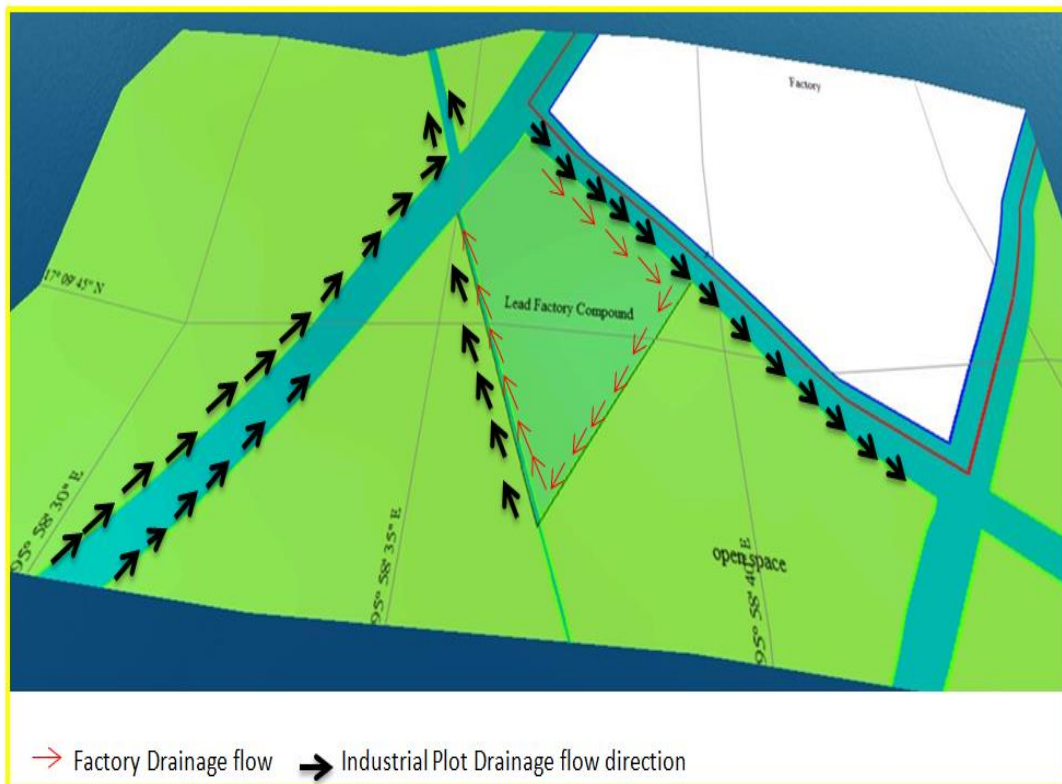 Factory
17° 09' 45" N
Lead Factory Compound
95° 58' 30" E
95° 58' 35" E
95° 58' 40" E
open space
Factory Drainage flow
Industrial Plot Drainage flow direction